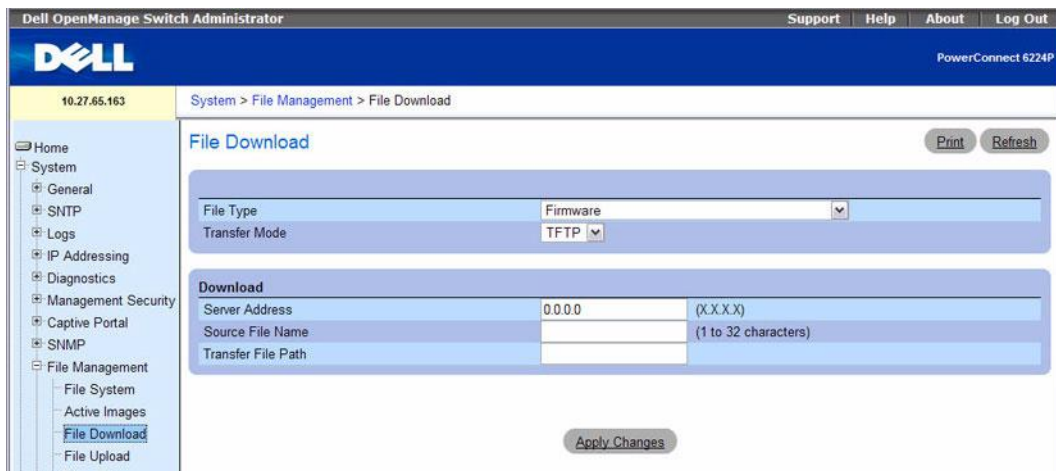 Dell OpenManage Switch Administrator
Support Help About Log Out
DELL
PowerConnect 6224P
10.27.65.163
System > File Management > File Download
Home
System
General
SNTP
Logs
IP Addressing
Diagnostics
Management Security
Captive Portal
SNMP
File Management
File System
Active Images
File Download
File Upload
File Download
Print Refresh
File Type Firmware
Transfer Mode TFTP
Download
Server Address 0.0.0.0 (X.X.X.X)
Source File Name (1 to 32 characters)
Transfer File Path
Apply Changes